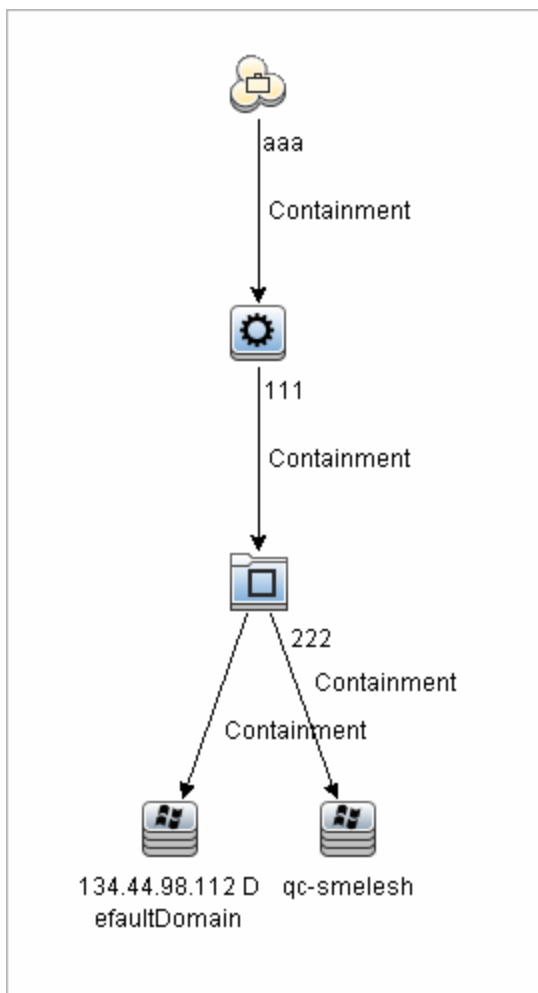 aaa
Containment
111
Containment
222
Containment
Containment
134.44.98.112 D
efaultDomain
qc-smelesh